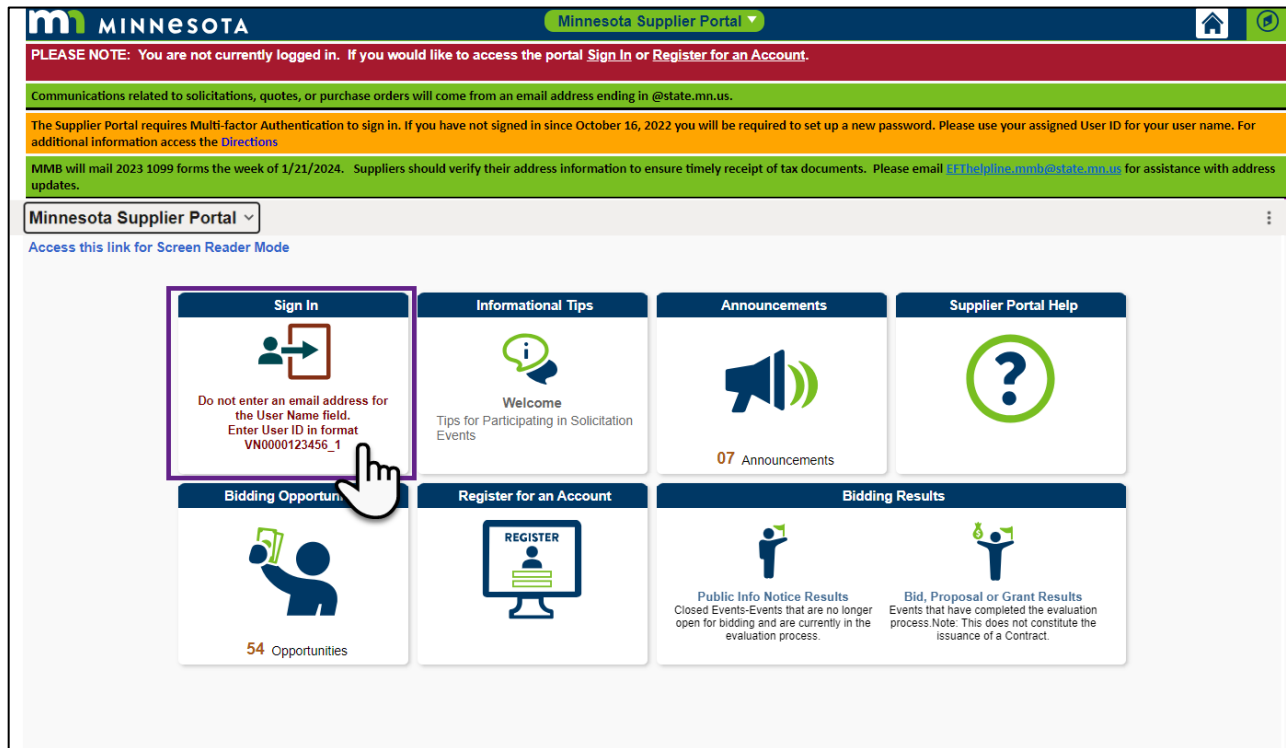 mn MINNESOTA
Minnesota Supplier Portal
PLEASE NOTE: You are not currently logged in. If you would like to access the portal Sign In or Register for an Account.
Communications related to solicitations, quotes, or purchase orders will come from an email address ending in @state.mn.us.
The Supplier Portal requires Multi-factor Authentication to sign in. If you have not signed in since October 16, 2022 you will be required to set up a new password. Please use your assigned User ID for your user name. For
additional information access the Directions
MMB will mail 2023 1099 forms the week of 1/21/2024. Suppliers should verify their address information to ensure timely receipt of tax documents. Please email EFThelpline.mmb@state.mn.us for assistance with address
updates.
Minnesota Supplier Portal
Access this link for Screen Reader Mode
Sign In
Do not enter an email address for
the User Name field.
Enter User ID in format
VN0000123456_1
Informational Tips
Welcome
Tips for Participating in Solicitation
Events
Announcements
07 Announcements
Supplier Portal Help
?
Bidding Opportun
54 Opportunities
Register for an Account
REGISTER
Bidding Results
Public Info Notice Results
Closed Events-Events that are no longer
open for bidding and are currently in the
evaluation process.
Bid, Proposal or Grant Results
Events that have completed the evaluation
process.Note: This does not constitute the
issuance of a Contract.